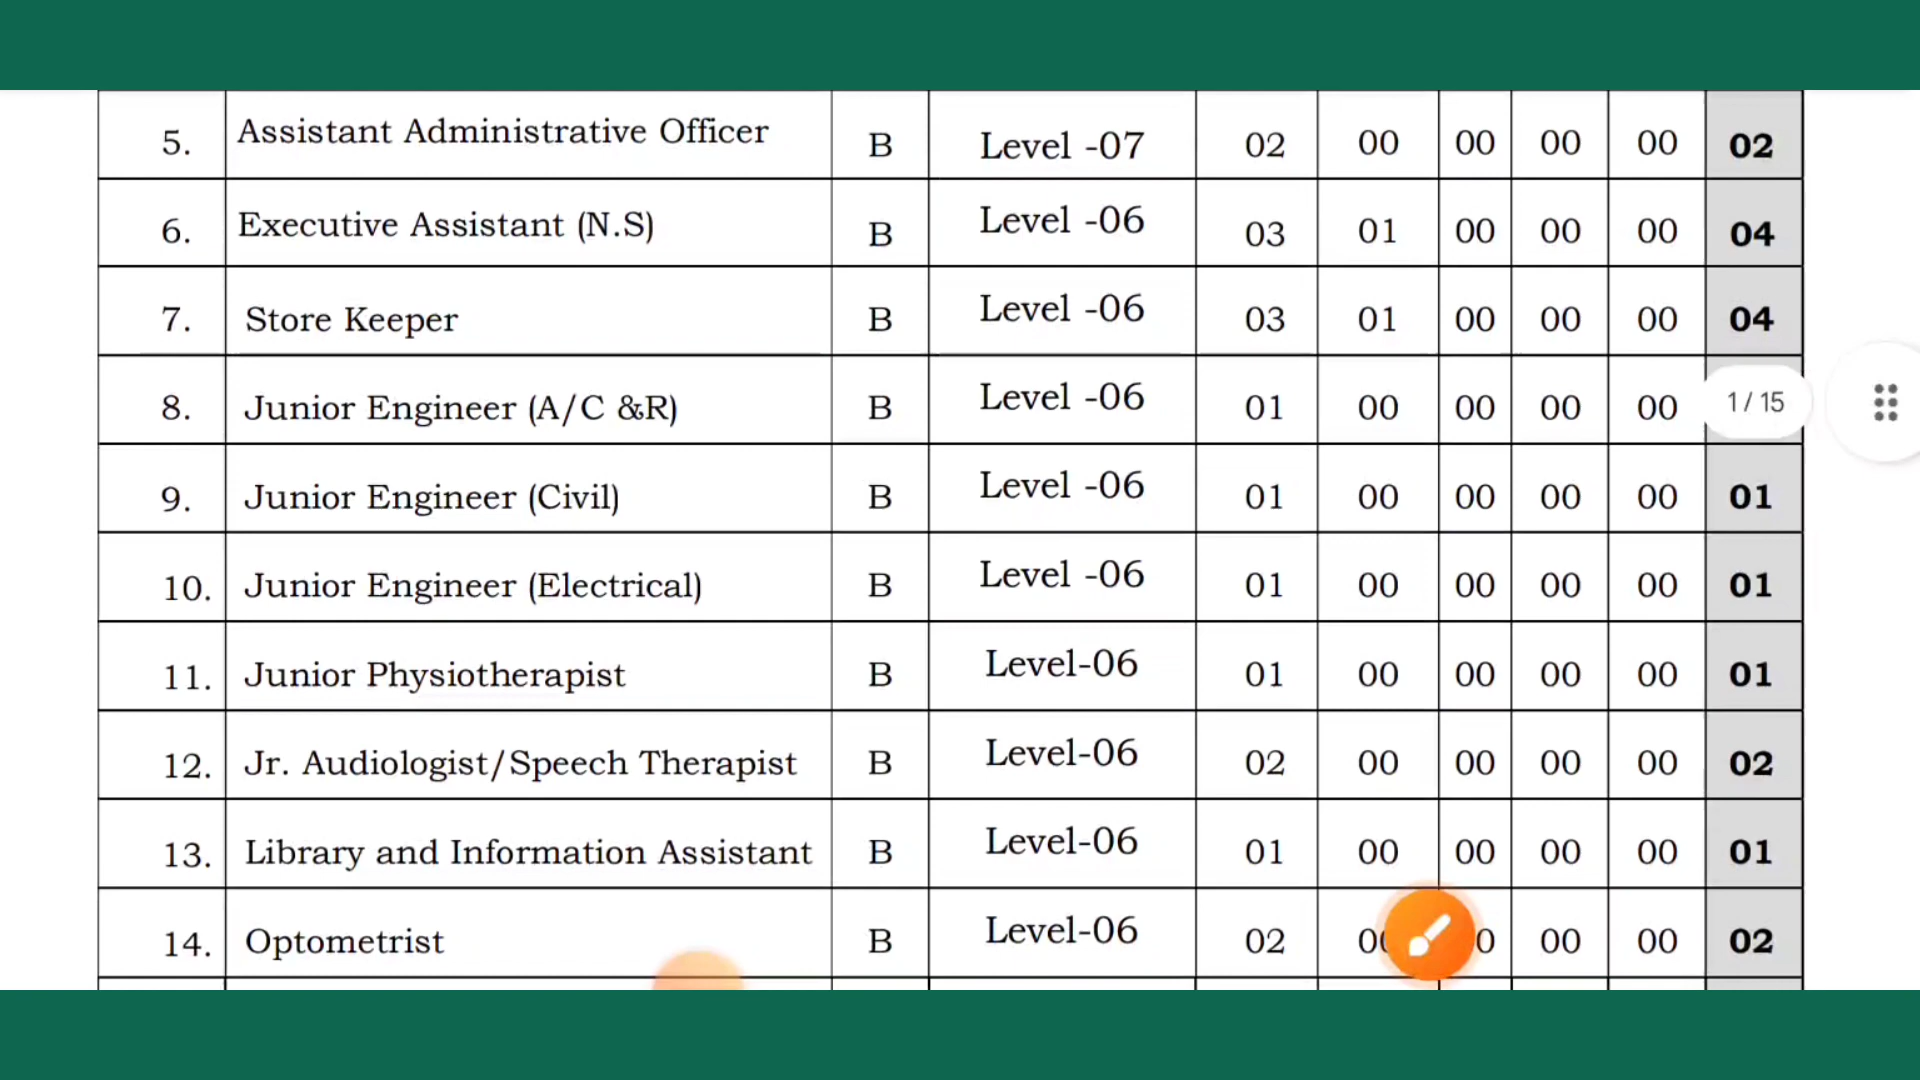 5. Assistant Administrative Officer B Level -07 02 00 00 00 00 02
6. Executive Assistant (N.S) B Level -06 03 01 00 00 00 04
7. Store Keeper B Level -06 03 01 00 00 00 04
8. Junior Engineer (A/C &R) B Level -06 01 00 00 00 00 1 / 15
9. Junior Engineer (Civil) B Level -06 01 00 00 00 00 01
10. Junior Engineer (Electrical) B Level -06 01 00 00 00 00 01
11. Junior Physiotherapist B Level-06 01 00 00 00 00 01
12. Jr. Audiologist/Speech Therapist B Level-06 02 00 00 00 00 02
13. Library and Information Assistant B Level-06 01 00 00 00 00 01
14. Optometrist B Level-06 02 00 00 02